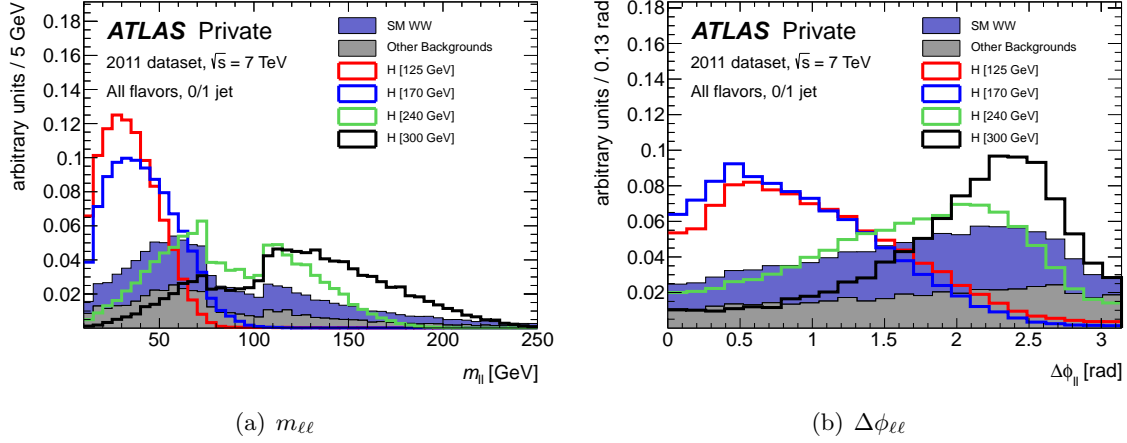 arbitrary units / 5 GeV
0.18
0.16
0.14
0.12
0.1
0.08
0.06
0.04
0.02
ATLAS Private
2011 dataset, √s = 7 TeV
All flavors, 0/1 jet
SM WW
Other Backgrounds
H [125 GeV]
H [170 GeV]
H [240 GeV]
H [300 GeV]
50 100 150 200 250
m_ll [GeV]
(a) m_ℓℓ
arbitrary units / 0.13 rad
0.18
0.16
0.14
0.12
0.1
0.08
0.06
0.04
0.02
ATLAS Private
2011 dataset, √s = 7 TeV
All flavors, 0/1 jet
SM WW
Other Backgrounds
H [125 GeV]
H [170 GeV]
H [240 GeV]
H [300 GeV]
0 0.5 1 1.5 2 2.5 3
Δϕ_ll [rad]
(b) Δϕ_ℓℓ